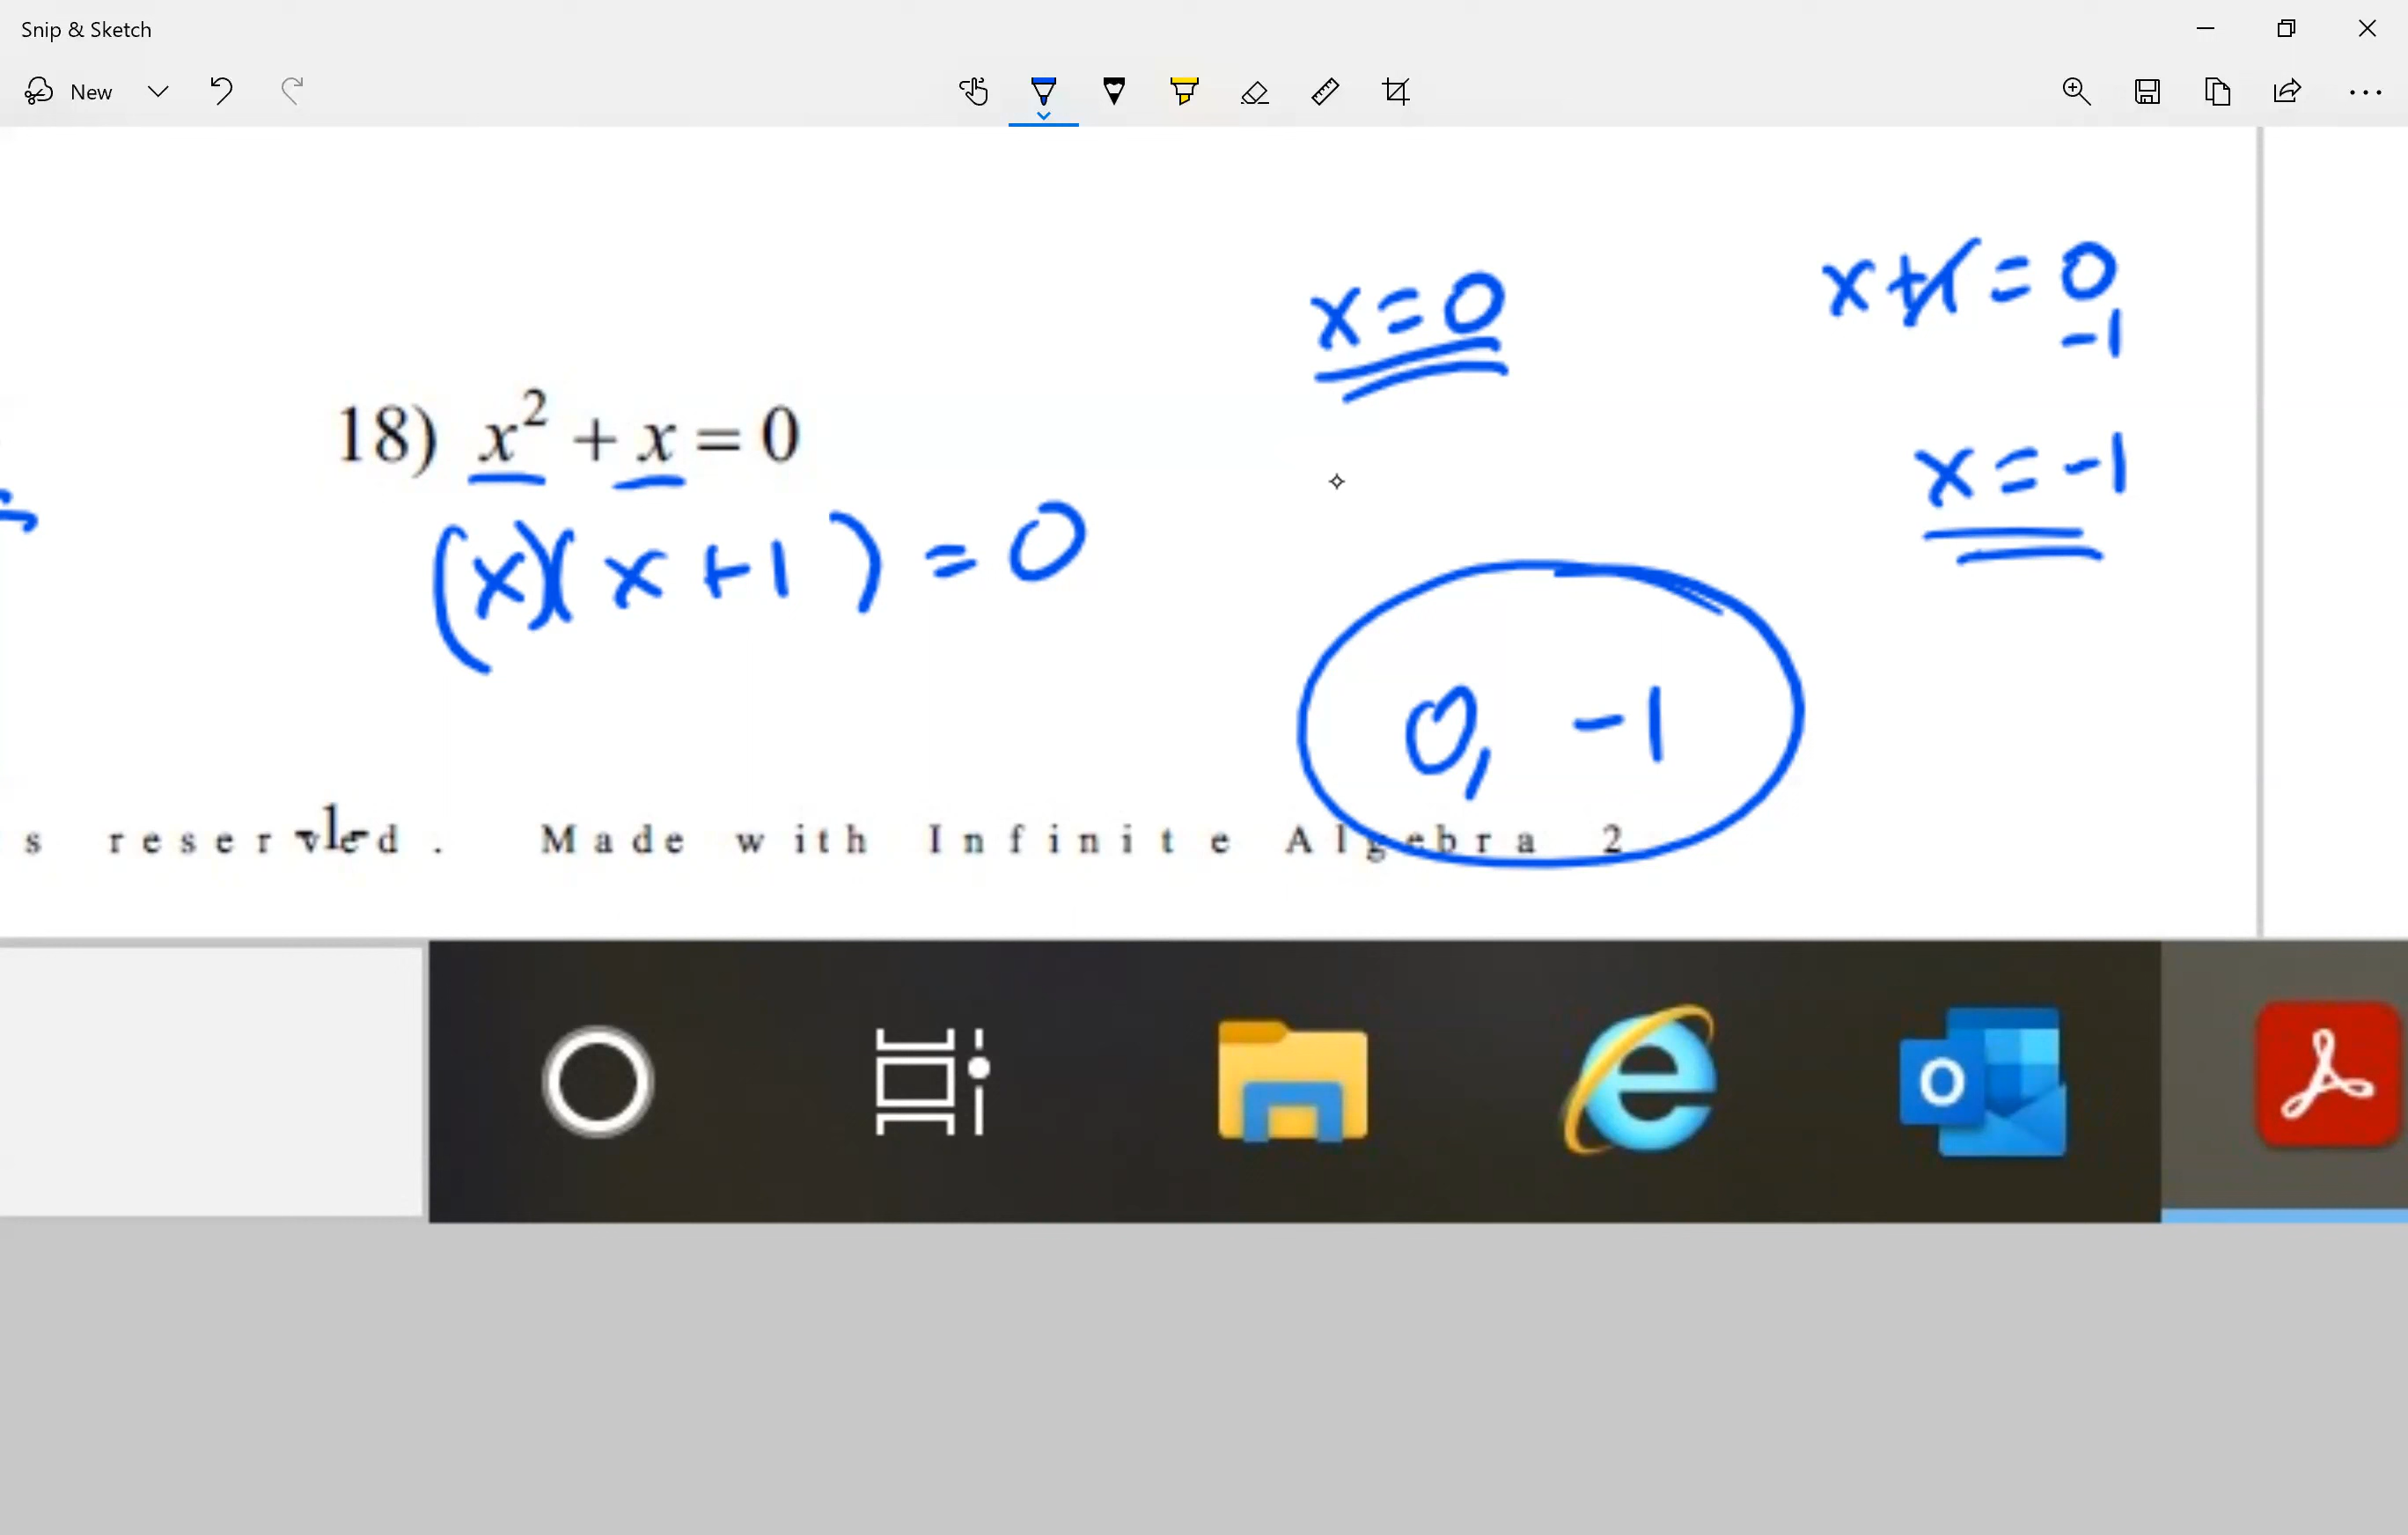 Snip & Sketch
New
x=0
x+1=0
-1
18) x² + x = 0
x=-1
(x)(x+1)=0
0, -1
s reserved. Made with Infinite Algebra 2